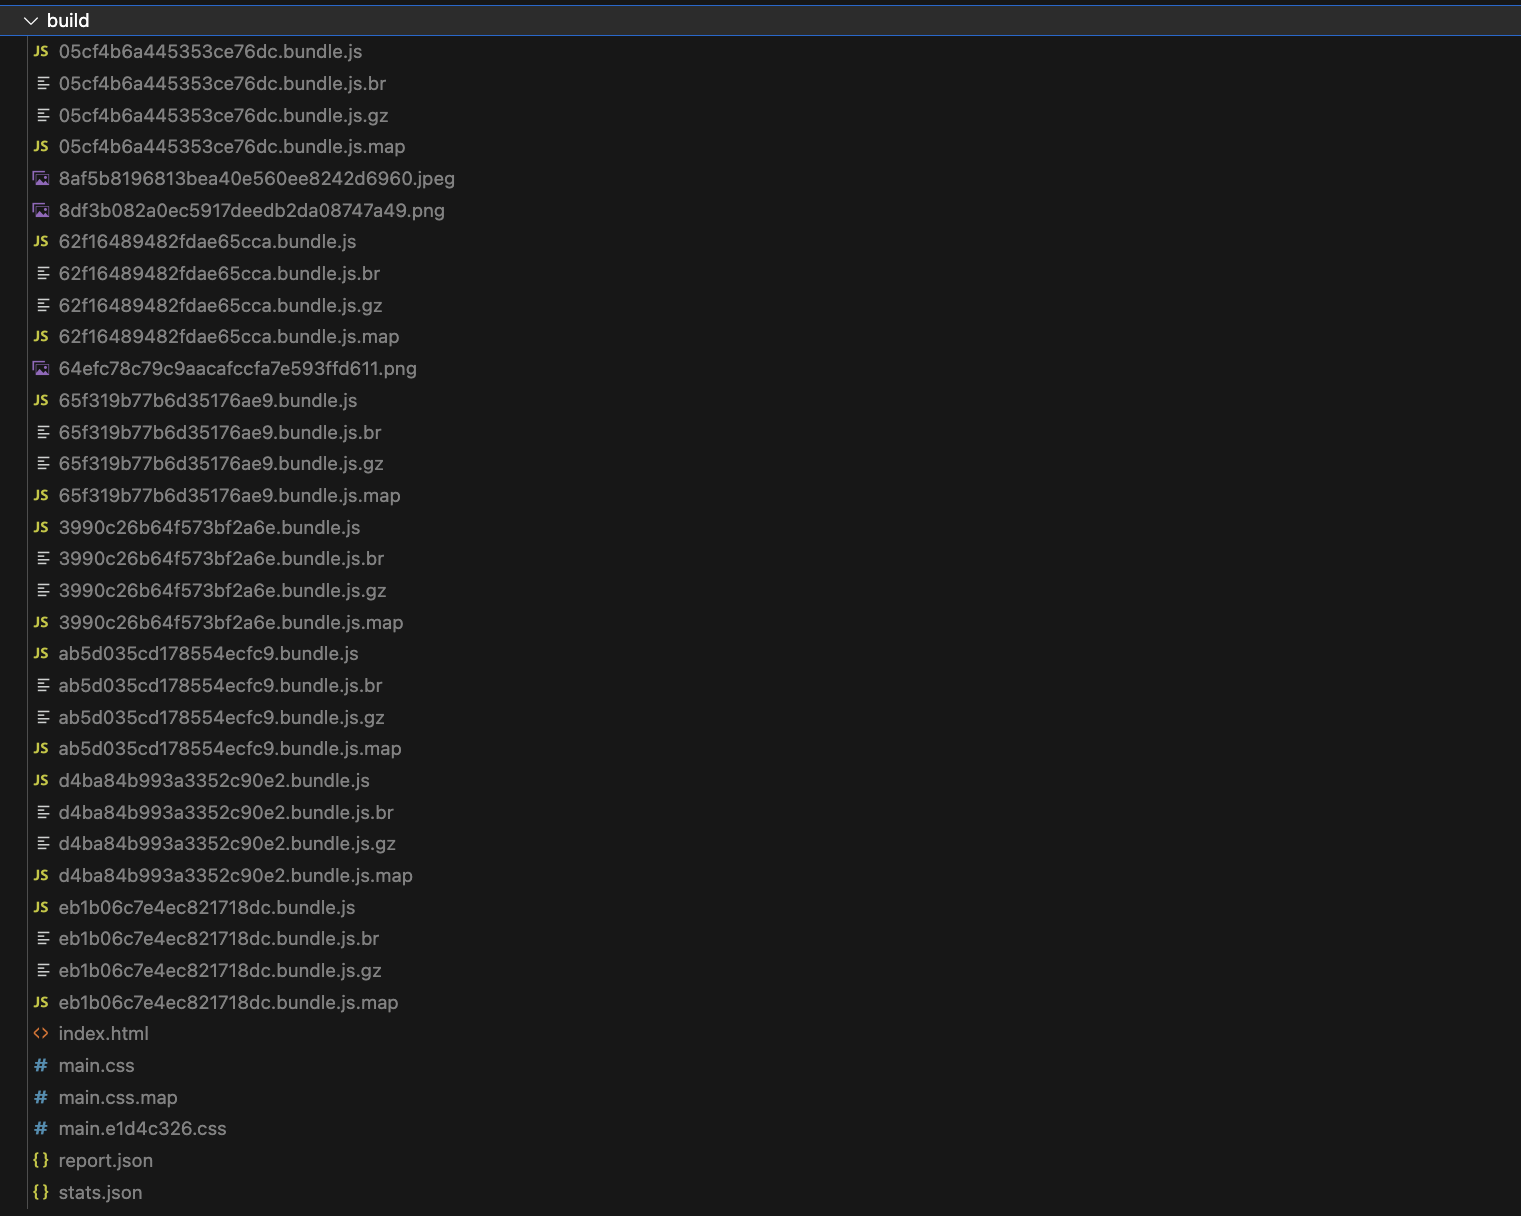 build
JS 05cf4b6a445353ce76dc.bundle.js
05cf4b6a445353ce76dc.bundle.js.br
05cf4b6a445353ce76dc.bundle.js.gz
JS 05cf4b6a445353ce76dc.bundle.js.map
8af5b8196813bea40e560ee8242d6960.jpeg
8df3b082a0ec5917deedb2da08747a49.png
JS 62f16489482fdae65cca.bundle.js
62f16489482fdae65cca.bundle.js.br
62f16489482fdae65cca.bundle.js.gz
JS 62f16489482fdae65cca.bundle.js.map
64efc78c79c9aacafccfa7e593ffd611.png
JS 65f319b77b6d35176ae9.bundle.js
65f319b77b6d35176ae9.bundle.js.br
65f319b77b6d35176ae9.bundle.js.gz
JS 65f319b77b6d35176ae9.bundle.js.map
JS 3990c26b64f573bf2a6e.bundle.js
3990c26b64f573bf2a6e.bundle.js.br
3990c26b64f573bf2a6e.bundle.js.gz
JS 3990c26b64f573bf2a6e.bundle.js.map
JS ab5d035cd178554ecfc9.bundle.js
ab5d035cd178554ecfc9.bundle.js.br
ab5d035cd178554ecfc9.bundle.js.gz
JS ab5d035cd178554ecfc9.bundle.js.map
JS d4ba84b993a3352c90e2.bundle.js
d4ba84b993a3352c90e2.bundle.js.br
d4ba84b993a3352c90e2.bundle.js.gz
JS d4ba84b993a3352c90e2.bundle.js.map
JS eb1b06c7e4ec821718dc.bundle.js
eb1b06c7e4ec821718dc.bundle.js.br
eb1b06c7e4ec821718dc.bundle.js.gz
JS eb1b06c7e4ec821718dc.bundle.js.map
<> index.html
# main.css
# main.css.map
# main.e1d4c326.css
{} report.json
{} stats.json